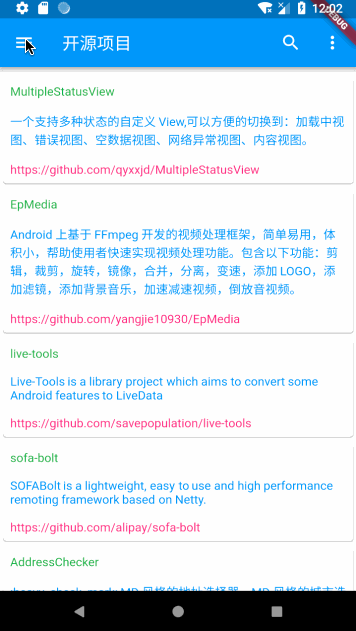 12:02
DEBUG
开源项目
MultipleStatusView
一个支持多种状态的自定义 View,可以方便的切换到：加载中视
图、错误视图、空数据视图、网络异常视图、内容视图。
https://github.com/qyxxjd/MultipleStatusView
EpMedia
Android 上基于 FFmpeg 开发的视频处理框架，简单易用，体
积小，帮助使用者快速实现视频处理功能。包含以下功能：剪
辑，裁剪，旋转，镜像，合并，分离，变速，添加 LOGO，添
加滤镜，添加背景音乐，加速减速视频，倒放音视频。
https://github.com/yangjie10930/EpMedia
live-tools
Live-Tools is a library project which aims to convert some
Android features to LiveData
https://github.com/savepopulation/live-tools
sofa-bolt
SOFABolt is a lightweight, easy to use and high performance
remoting framework based on Netty.
https://github.com/alipay/sofa-bolt
AddressChecker